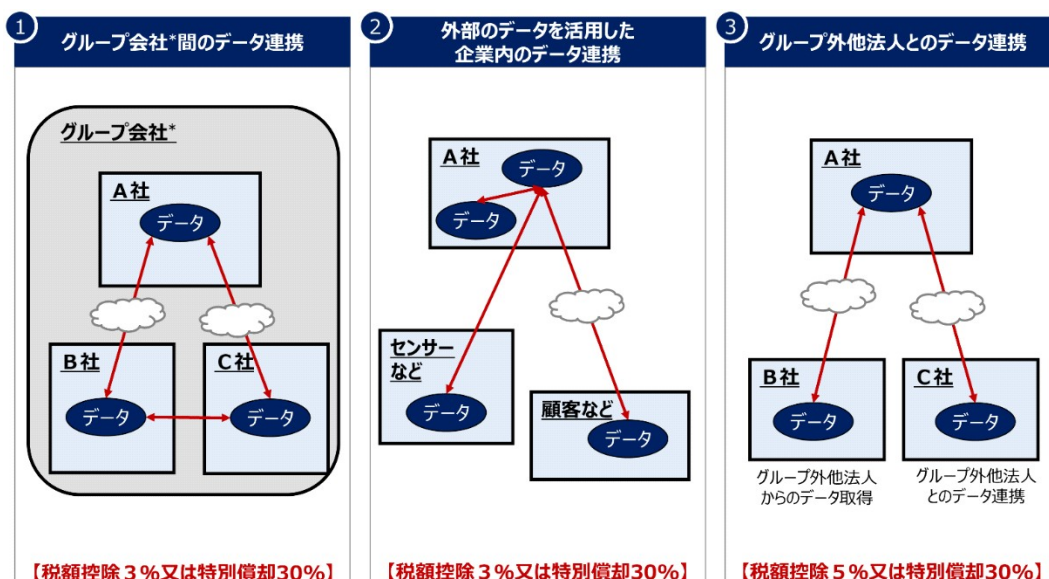 1
グループ会社*間のデータ連携
グループ会社*
A社
データ
B社
データ
C社
データ
【税額控除3%又は特別償却30%】
2
外部のデータを活用した
企業内のデータ連携
A社
データ
データ
センサー
など
データ
顧客など
データ
【税額控除3%又は特別償却30%】
3
グループ外他法人とのデータ連携
A社
データ
B社
データ
グループ外他法人
からのデータ取得
C社
データ
グループ外他法人
とのデータ連携
【税額控除5%又は特別償却30%】